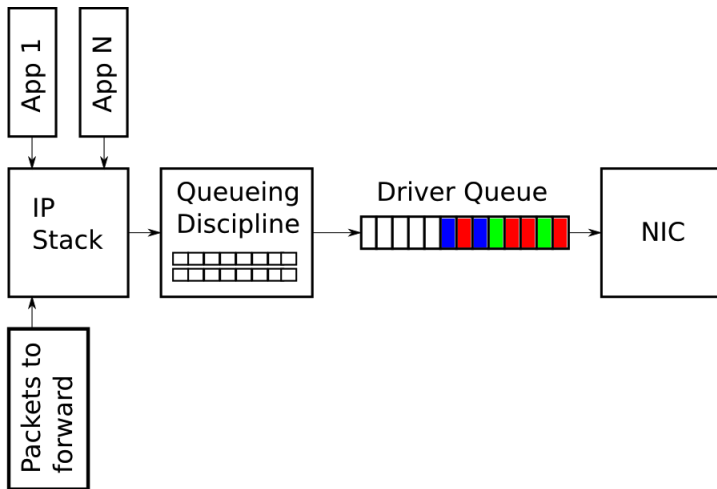 App 1
App N
IP
Stack
Queueing
Discipline
Driver Queue
NIC
Packets to
forward